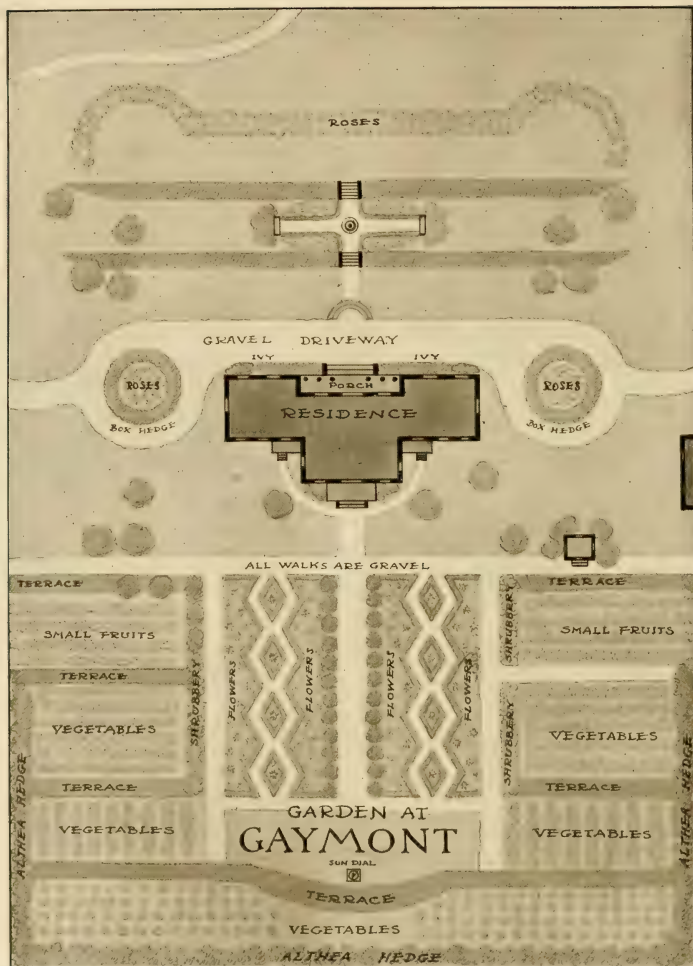 ROSES
GRAVEL DRIVEWAY
IVY
IVY
ROSES
PORCH
ROSES
RESIDENCE
BOX HEDGE
BOX HEDGE
ALL WALKS ARE GRAVEL
TERRACE
TERRACE
SMALL FRUITS
SMALL FRUITS
SHRUBBERY
TERRACE
SHRUBBERY
FLOWERS
FLOWERS
FLOWERS
FLOWERS
SHRUBBERY
VEGETABLES
VEGETABLES
TERRACE
TERRACE
ALTHEA HEDGE
VEGETABLES
GARDEN AT
GAYMONT
VEGETABLES
ALTHEA HEDGE
SUN DIAL
TERRACE
VEGETABLES
ALTHEA HEDGE